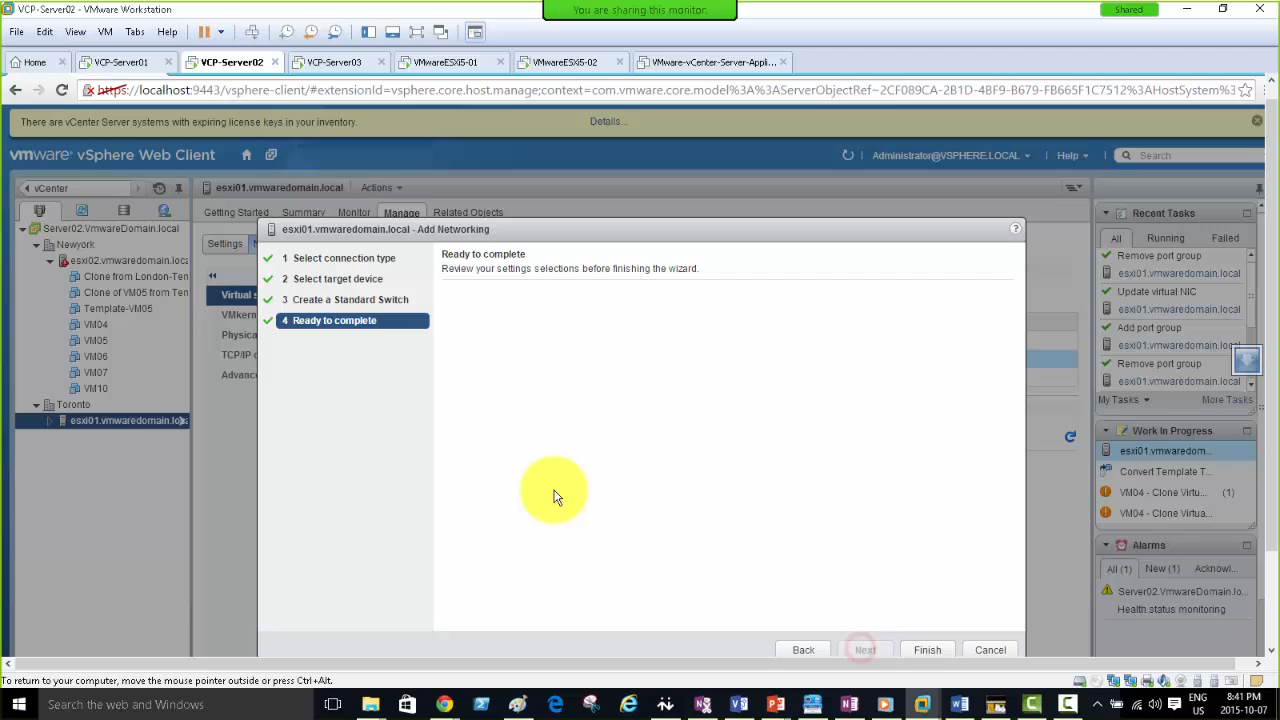 VCP-Server02 - VMware Workstation
You are sharing this monitor.
Shared
File Edit View VM Tabs Help
Home VCP-Server01 VCP-Server02 VCP-Server03 VMwareESXi5-01 VMwareESXi5-02 VMware-vCenter-Server-Appli...
https://localhost:9443/vsphere-client/#extensionId=vsphere.core.host.manage;context=com.vmware.core.model%3A%3AServerObjectRef~2CF089CA-2B1D-4BF9-B679-FB665F1C7512%3AHostSystem%3
There are vCenter Server systems with expiring license keys in your inventory. Details...
vmware® vSphere Web Client Administrator@VSPHERE.LOCAL Help Search
vCenter
esxi01.vmwaredomain.local Actions
Getting Started Summary Monitor Manage Related Objects
Server02.VmwareDomain.local
Newyork
esxi02.vmwaredomain.local
Clone from London-Tem
Clone of VM05 from Tem
Template-VM05
VM04
VM05
VM06
VM07
VM10
Toronto
esxi01.vmwaredomain.loca
Settings
Virtual s
VMkern
Physica
TCP/IP c
Advanc
esxi01.vmwaredomain.local - Add Networking
1 Select connection type
2 Select target device
3 Create a Standard Switch
4 Ready to complete
Ready to complete
Review your settings selections before finishing the wizard.
Back Next Finish Cancel
Recent Tasks
All Running Failed
Remove port group
esxi01.vmwaredomain.local
Update virtual NIC
esxi01.vmwaredomain.local
Add port group
esxi01.vmwaredomain.local
Remove port group
esxi01.vmwaredomain.local
My Tasks More Tasks
Work In Progress
esxi01.vmwaredom...
Convert Template T...
VM04 - Clone Virtu... (1)
VM04 - Clone Virtua...
Alarms
All (1) New (1) Acknowl...
Server02.VmwareDomain.lo...
Health status monitoring
To return to your computer, move the mouse pointer outside or press Ctrl+Alt.
Search the web and Windows
ENG
US
8:41 PM
2015-10-07